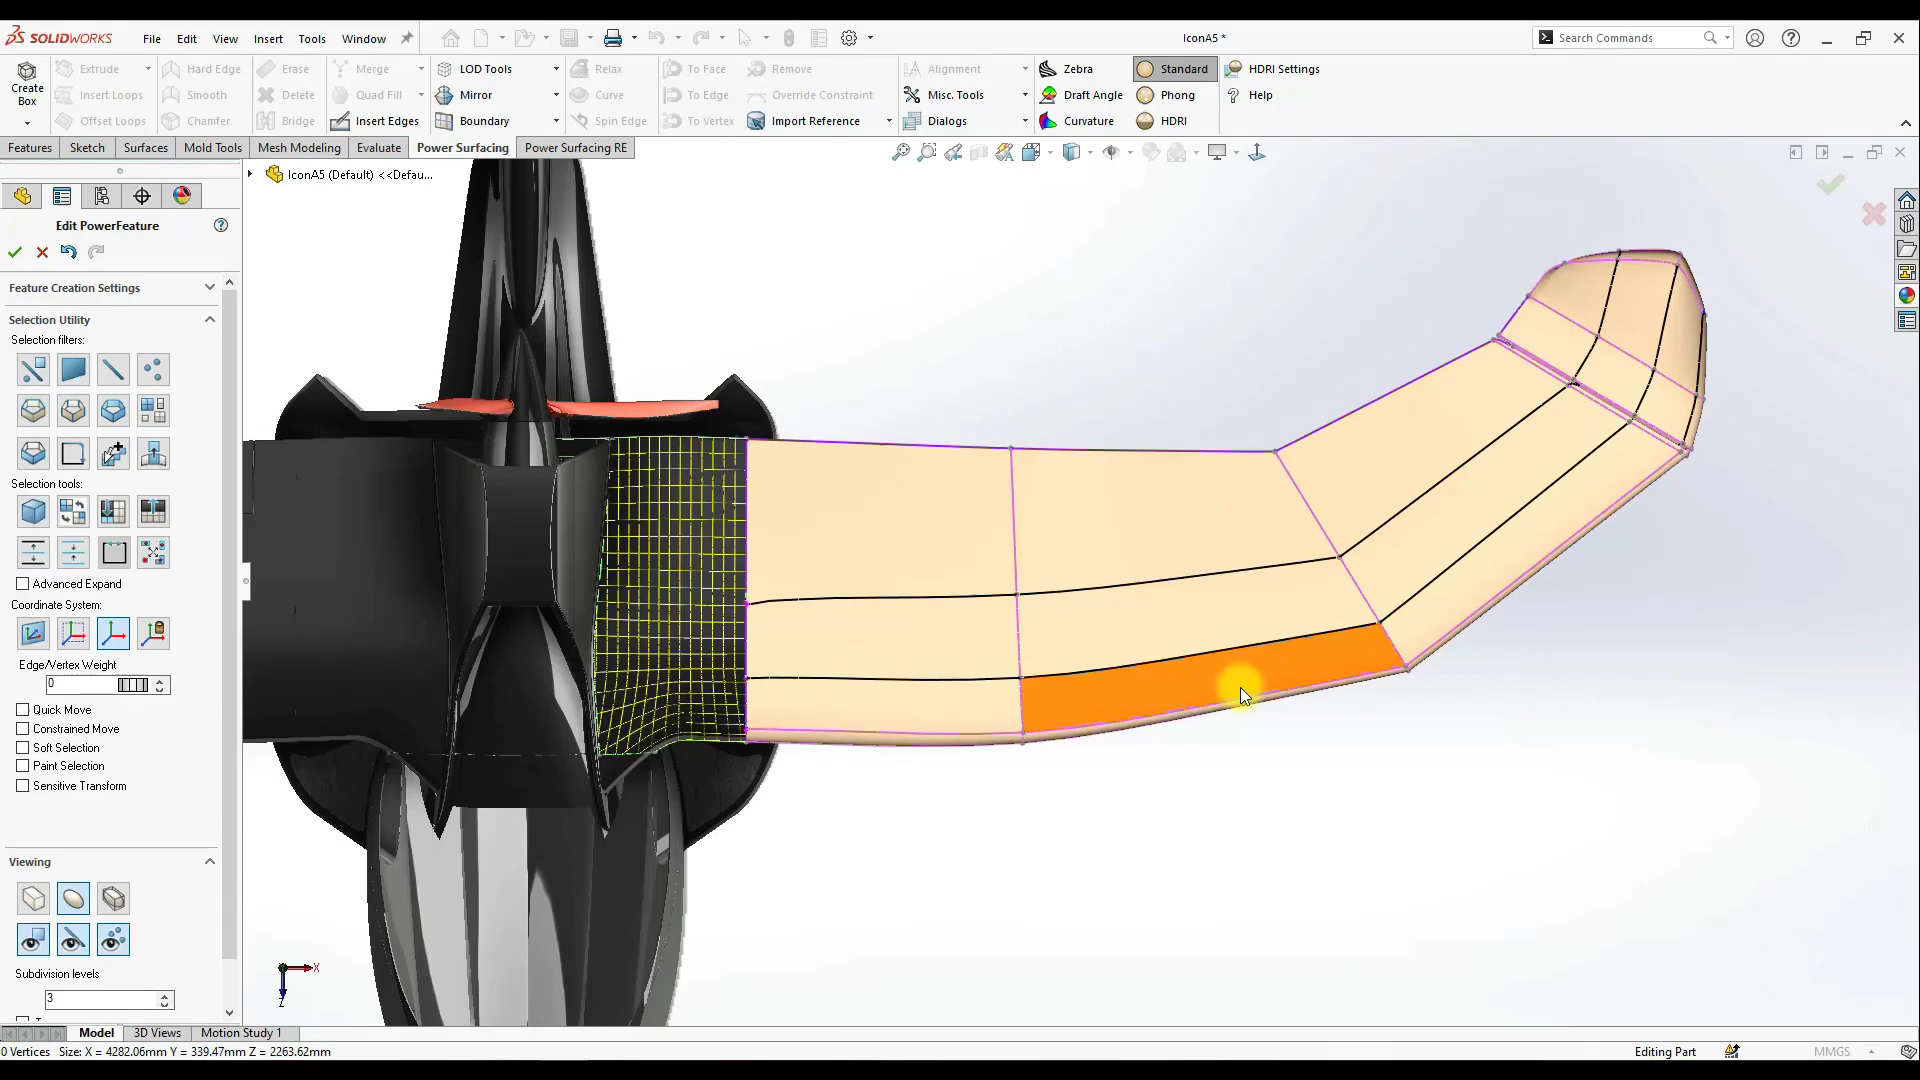 SOLIDWORKS File Edit View Insert Tools Window IconA5 * Search Commands
Create Box
Extrude Hard Edge Erase Merge LOD Tools Relax To Face Remove Alignment Zebra Standard HDRI Settings
Insert Loops Smooth Delete Quad Fill Mirror Curve To Edge Override Constraint Misc. Tools Draft Angle Phong Help
Offset Loops Chamfer Bridge Insert Edges Boundary Spin Edge To Vertex Import Reference Dialogs Curvature HDRI
Features Sketch Surfaces Mold Tools Mesh Modeling Evaluate Power Surfacing Power Surfacing RE
IconA5 (Default) <<Defau...
Edit PowerFeature
Feature Creation Settings
Selection Utility
Selection filters:
Selection tools:
Advanced Expand
Coordinate System:
Edge/Vertex Weight
0
Quick Move
Constrained Move
Soft Selection
Paint Selection
Sensitive Transform
Viewing
Subdivision levels
3
X
Z
Model 3D Views Motion Study 1
0 Vertices Size: X = 4282.06mm Y = 339.47mm Z = 2263.62mm Editing Part MMGS